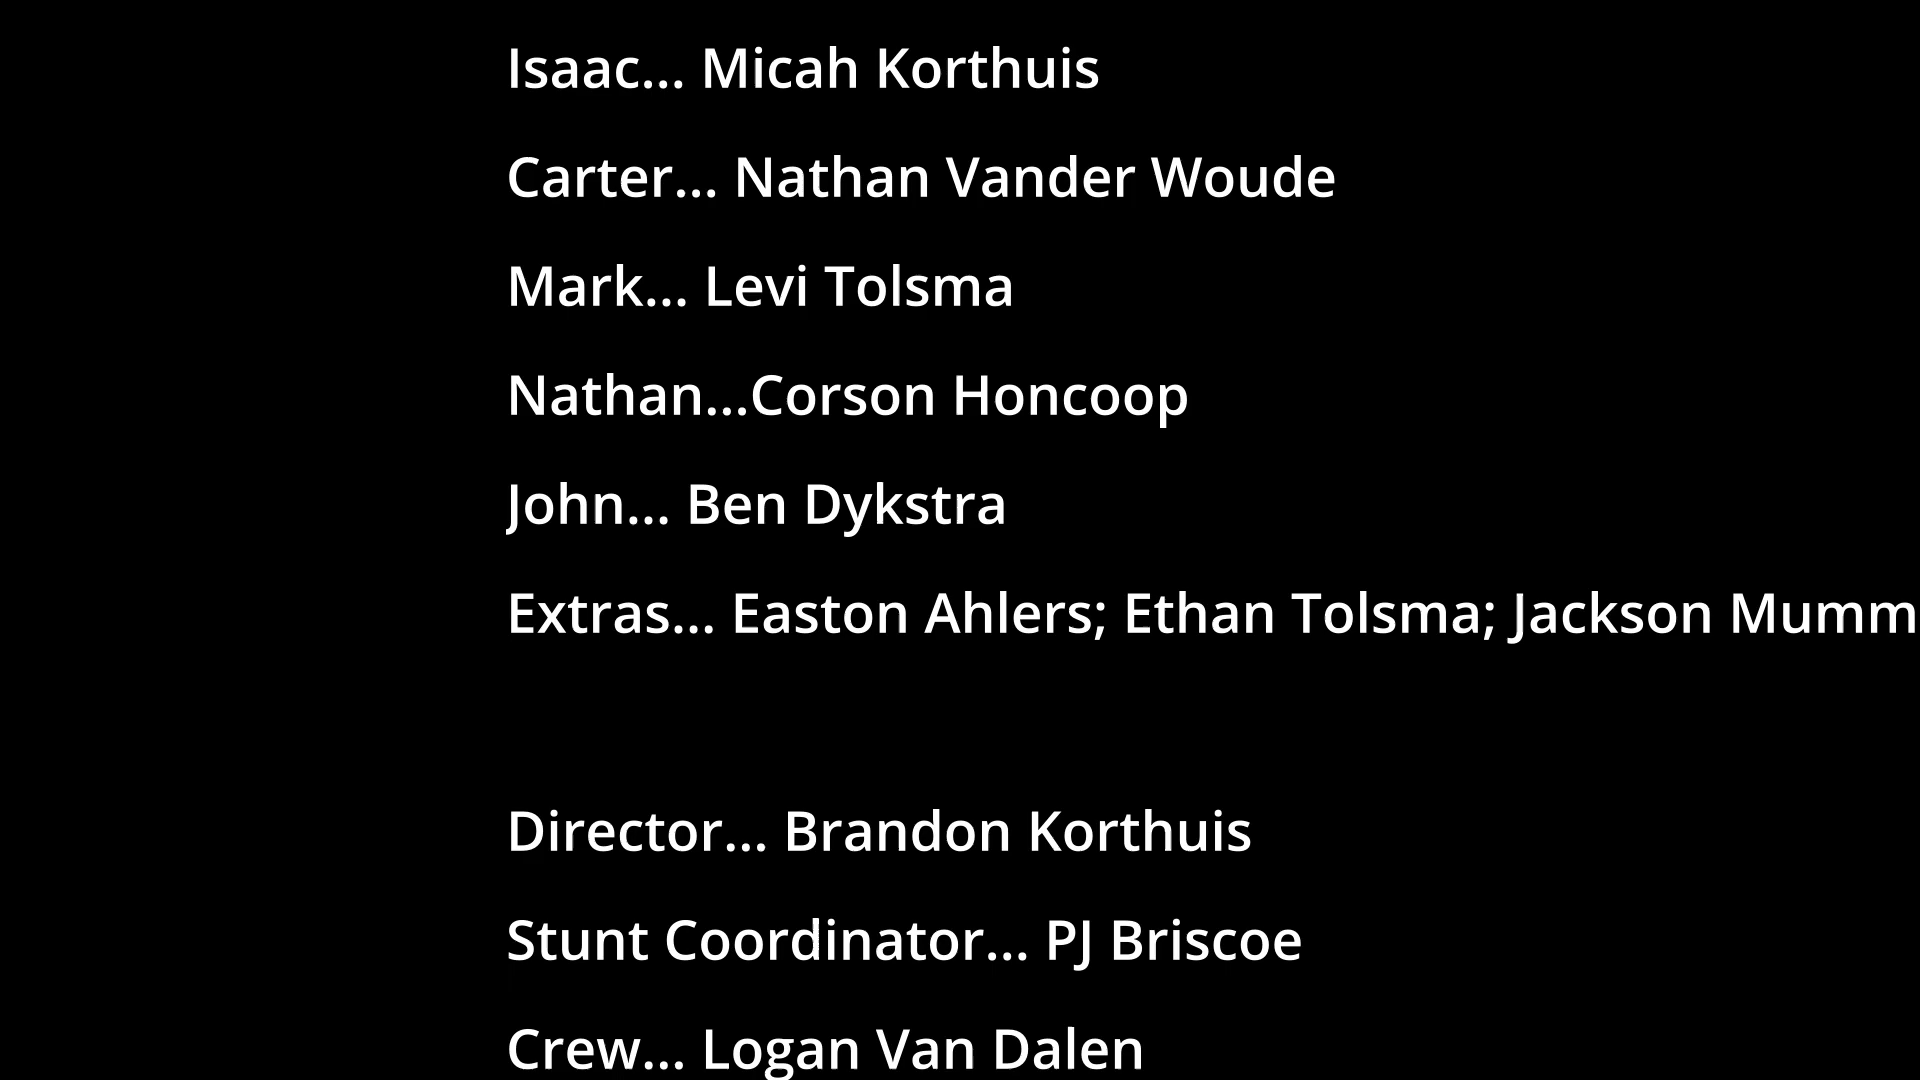 Isaac... Micah Korthuis
Carter... Nathan Vander Woude
Mark... Levi Tolsma
Nathan...Corson Honcoop
John... Ben Dykstra
Extras... Easton Ahlers; Ethan Tolsma; Jackson Mumm
Director... Brandon Korthuis
Stunt Coordinator... PJ Briscoe
Crew... Logan Van Dalen